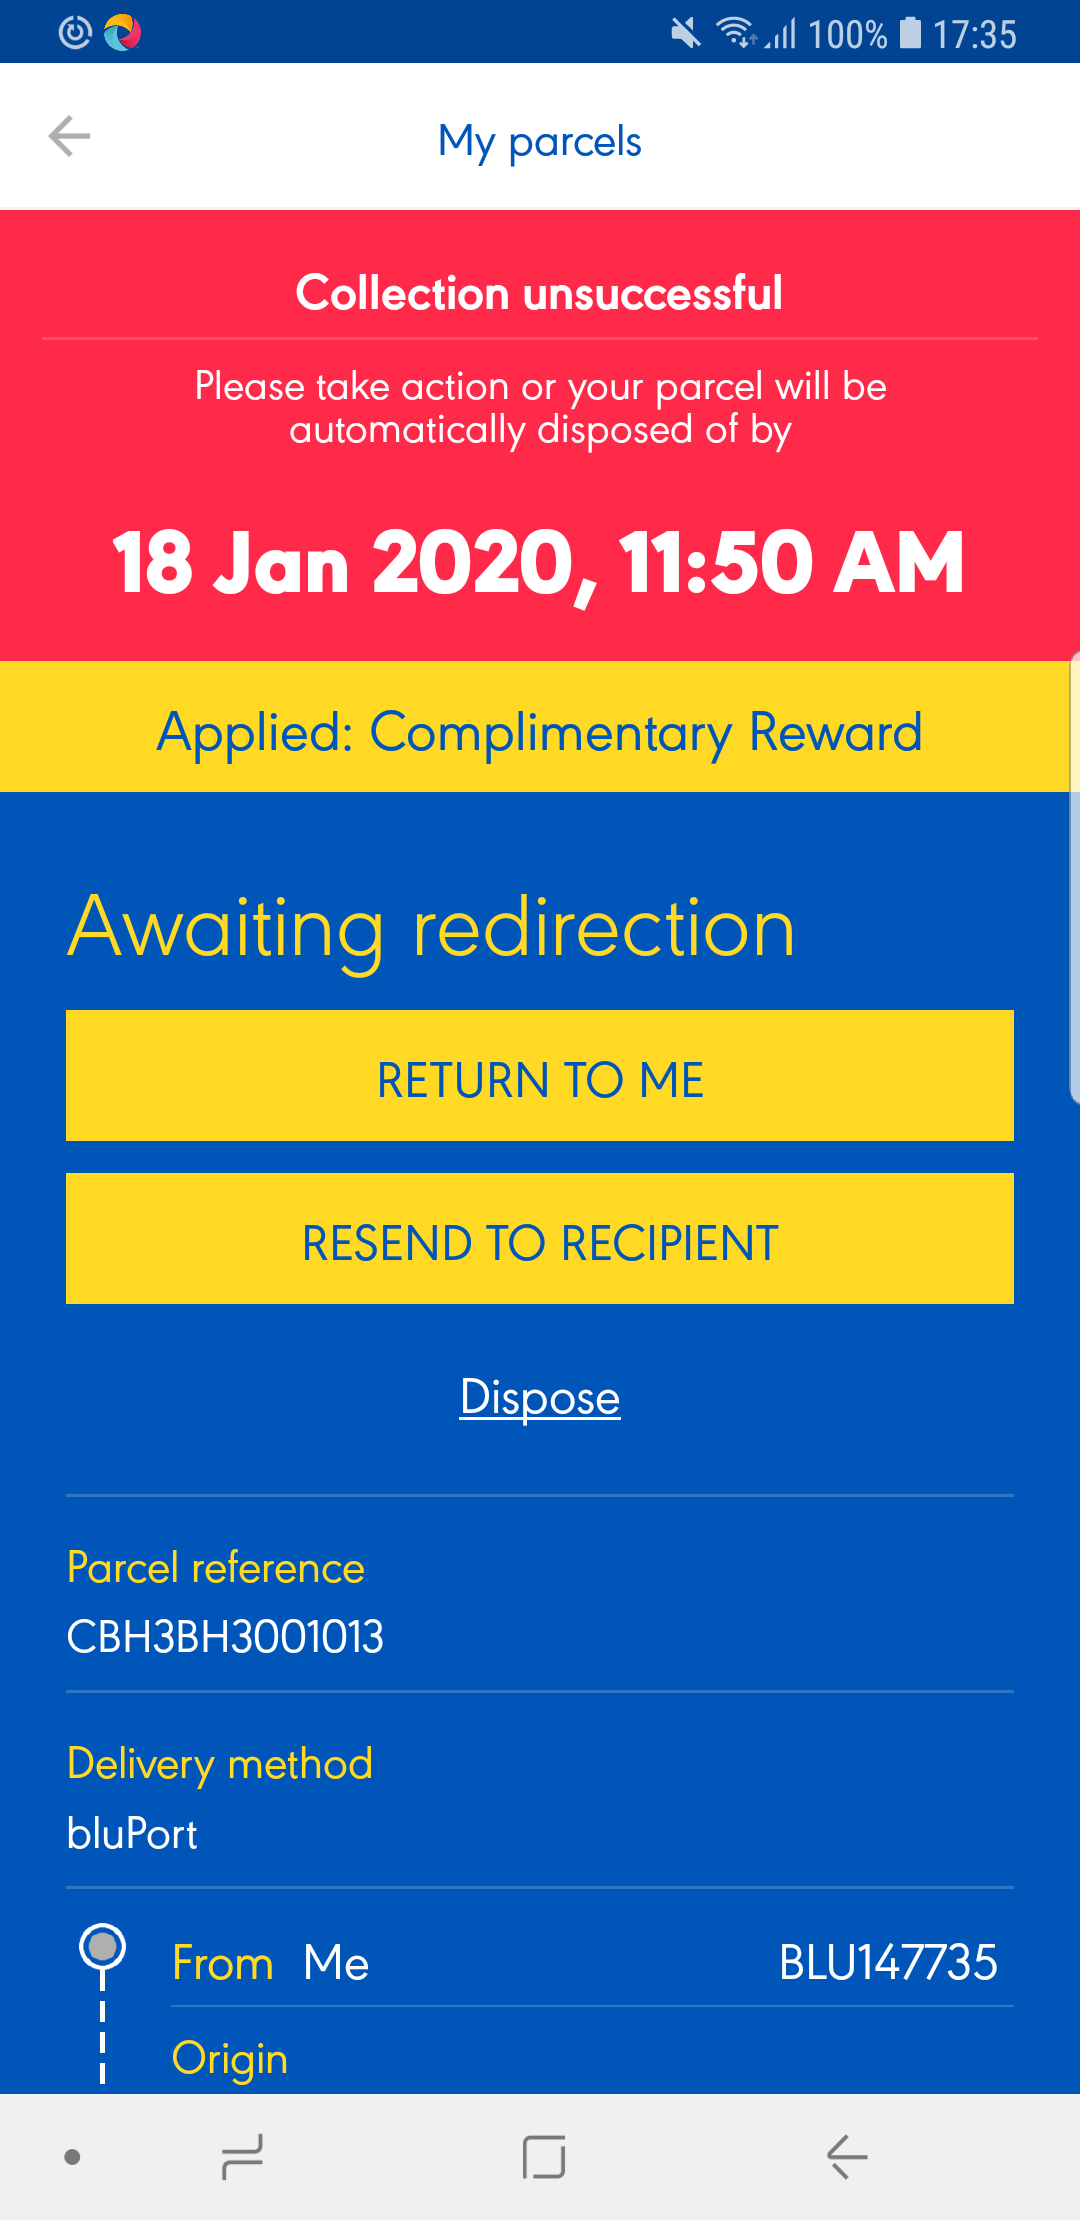 100% 17:35
My parcels
Collection unsuccessful
Please take action or your parcel will be
automatically disposed of by
18 Jan 2020, 11:50 AM
Applied: Complimentary Reward
Awaiting redirection
RETURN TO ME
RESEND TO RECIPIENT
Dispose
Parcel reference
CBH3BH3001013
Delivery method
bluPort
From Me BLU147735
Origin